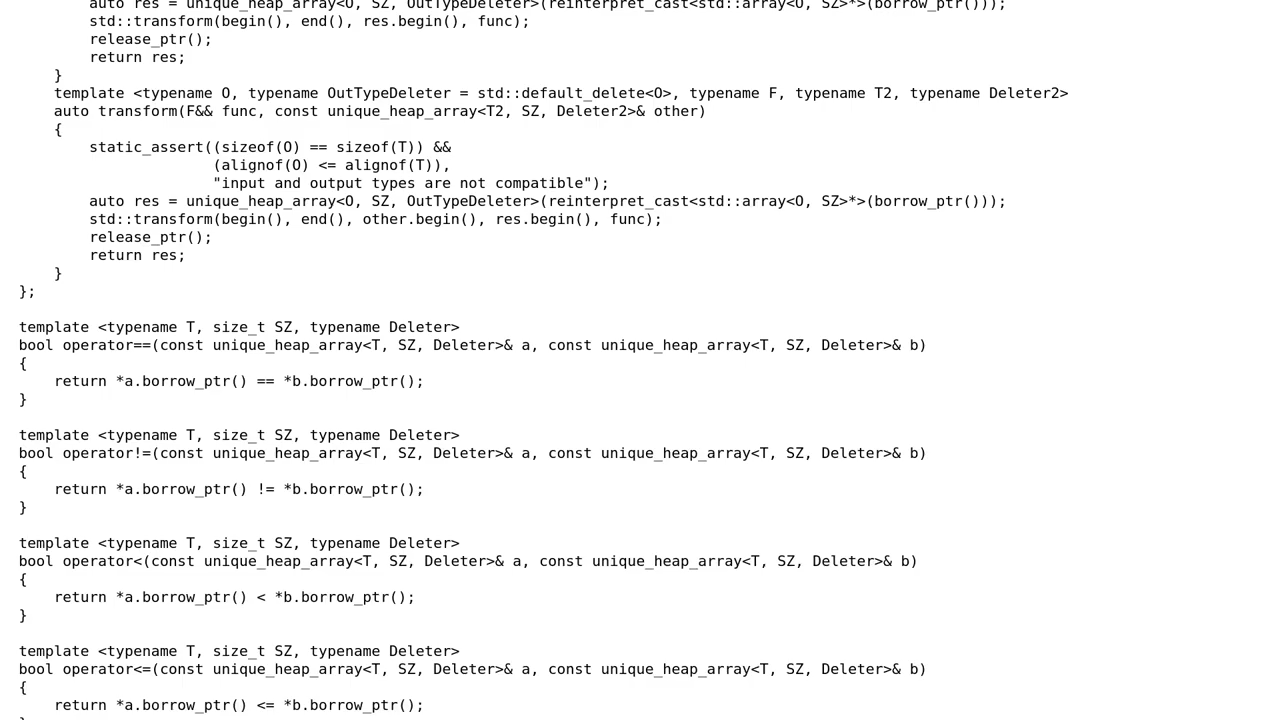 auto res = unique_heap_array<O, SZ, OutTypeDeleter>(reinterpret_cast<std::array<O, SZ>*>(borrow_ptr()));
        std::transform(begin(), end(), res.begin(), func);
        release_ptr();
        return res;
    }
    template <typename O, typename OutTypeDeleter = std::default_delete<O>, typename F, typename T2, typename Deleter2>
    auto transform(F&& func, const unique_heap_array<T2, SZ, Deleter2>& other)
    {
        static_assert((sizeof(O) == sizeof(T)) &&
                      (alignof(O) <= alignof(T)),
                      "input and output types are not compatible");
        auto res = unique_heap_array<O, SZ, OutTypeDeleter>(reinterpret_cast<std::array<O, SZ>*>(borrow_ptr()));
        std::transform(begin(), end(), other.begin(), res.begin(), func);
        release_ptr();
        return res;
    }
};

template <typename T, size_t SZ, typename Deleter>
bool operator==(const unique_heap_array<T, SZ, Deleter>& a, const unique_heap_array<T, SZ, Deleter>& b)
{
    return *a.borrow_ptr() == *b.borrow_ptr();
}

template <typename T, size_t SZ, typename Deleter>
bool operator!=(const unique_heap_array<T, SZ, Deleter>& a, const unique_heap_array<T, SZ, Deleter>& b)
{
    return *a.borrow_ptr() != *b.borrow_ptr();
}

template <typename T, size_t SZ, typename Deleter>
bool operator<(const unique_heap_array<T, SZ, Deleter>& a, const unique_heap_array<T, SZ, Deleter>& b)
{
    return *a.borrow_ptr() < *b.borrow_ptr();
}

template <typename T, size_t SZ, typename Deleter>
bool operator<=(const unique_heap_array<T, SZ, Deleter>& a, const unique_heap_array<T, SZ, Deleter>& b)
{
    return *a.borrow_ptr() <= *b.borrow_ptr();
}